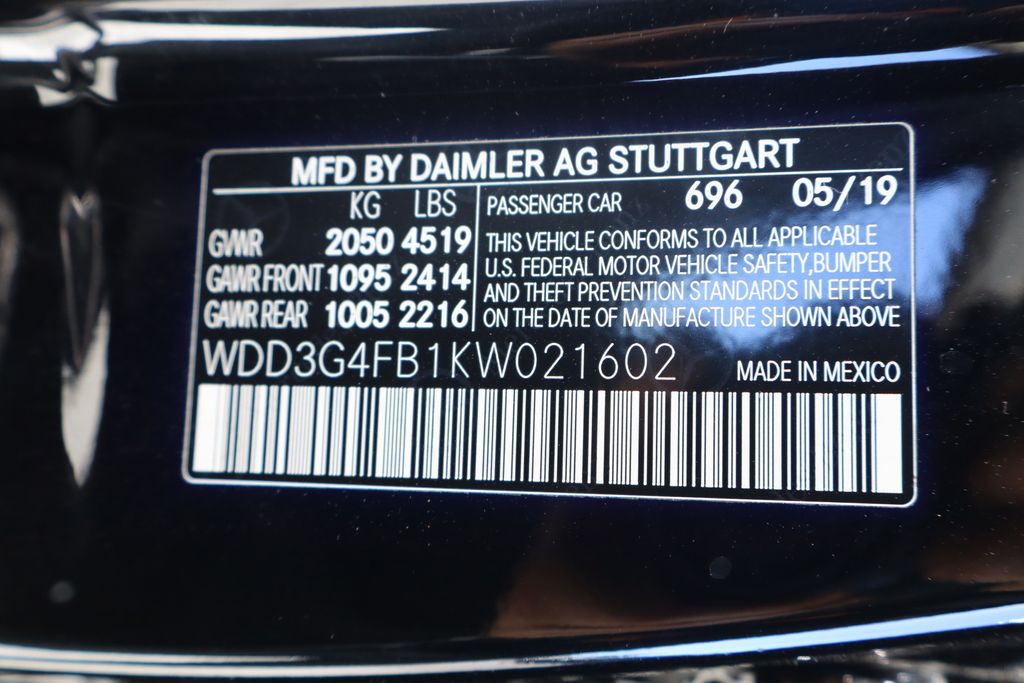 MFD BY DAIMLER AG STUTTGART
KG LBS
GVWR 2050 4519
GAWR FRONT 1095 2414
GAWR REAR 1005 2216
PASSENGER CAR 696 05/19
THIS VEHICLE CONFORMS TO ALL APPLICABLE
U.S. FEDERAL MOTOR VEHICLE SAFETY,BUMPER
AND THEFT PREVENTION STANDARDS IN EFFECT
ON THE DATE OF MANUFACTURE SHOWN ABOVE
WDD3G4FB1KW021602 MADE IN MEXICO